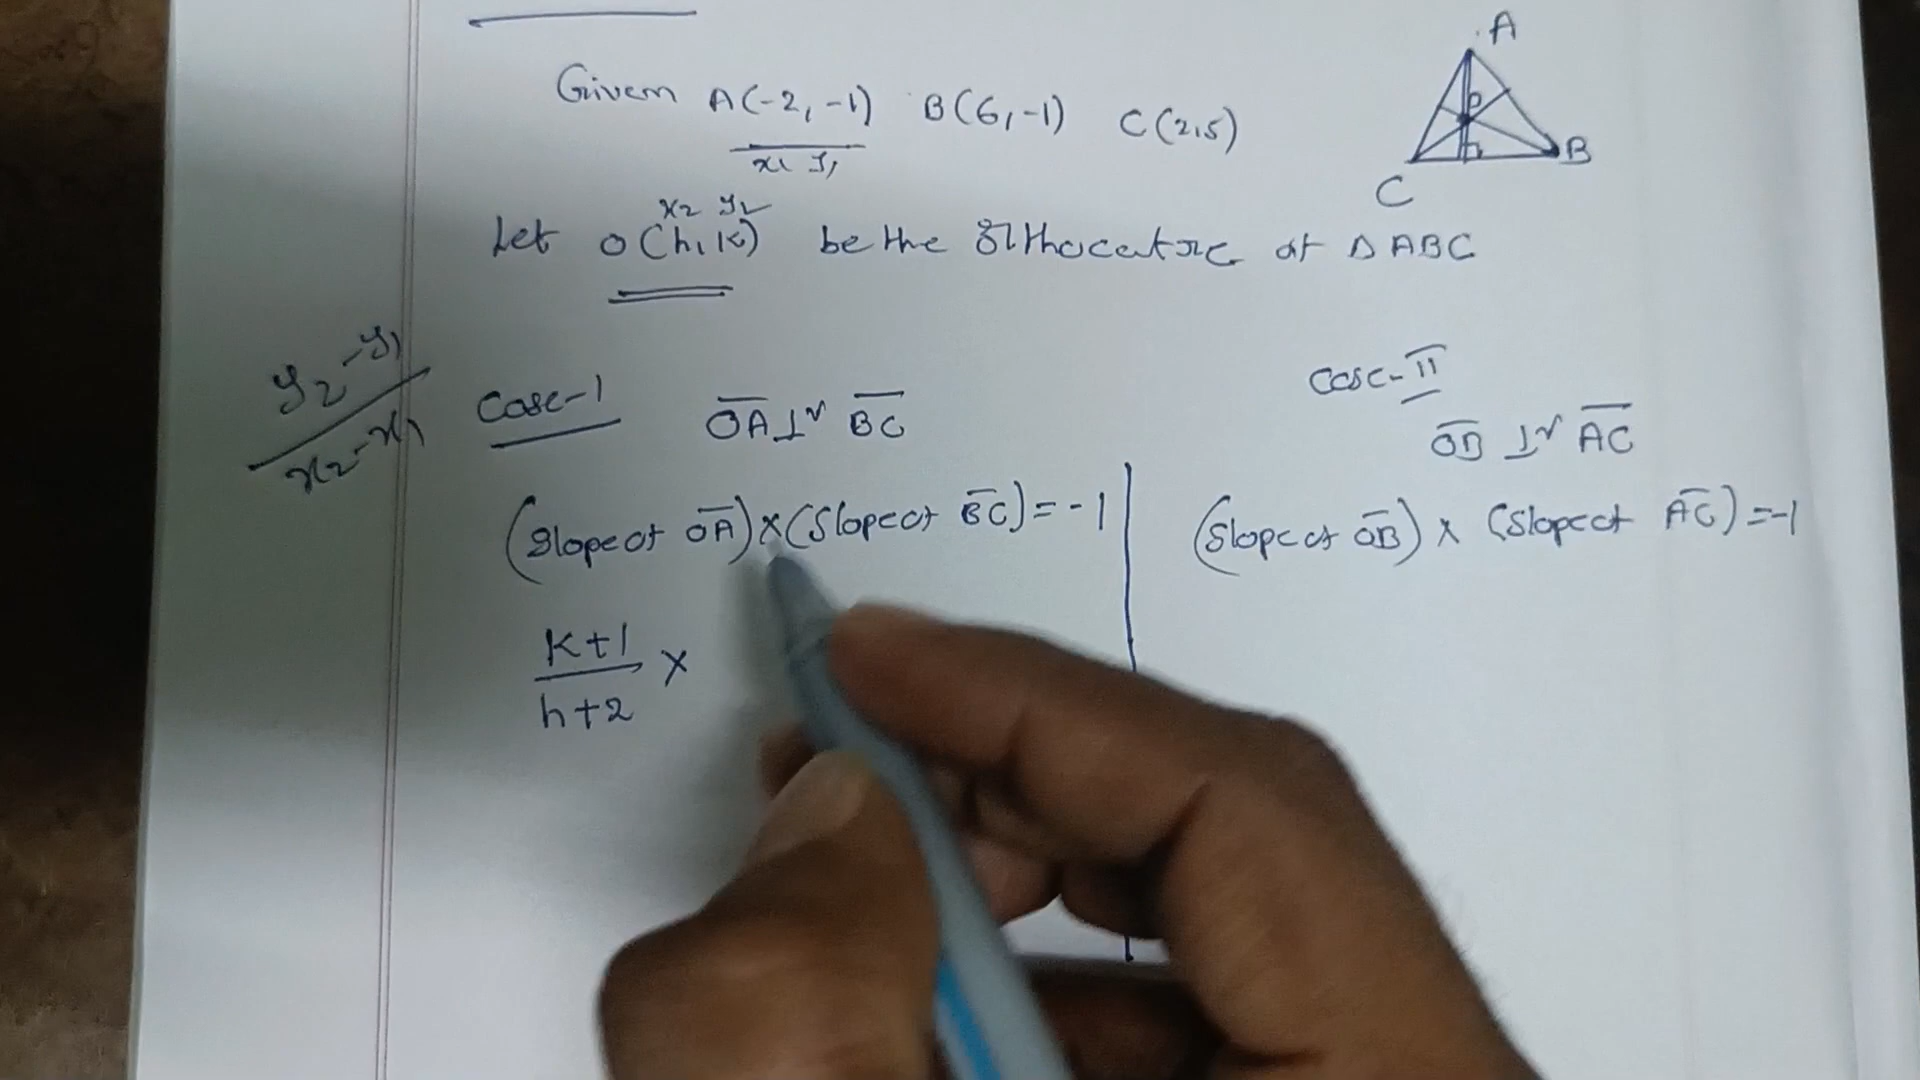 A
Given A(-2, -1) B(6, -1) C(2,5)
x1 y1
P
B
C
x2 y2
Let O(h, k) be the orthocentre of Δ ABC
y2 - y1
x2 - x1
Case-1
OA ⊥r BC
Case-II
OB ⊥r AC
(Slope of OA) × (Slope of BC) = -1
(Slope of OB) × (Slope of AC) = -1
K+1
h+2
×